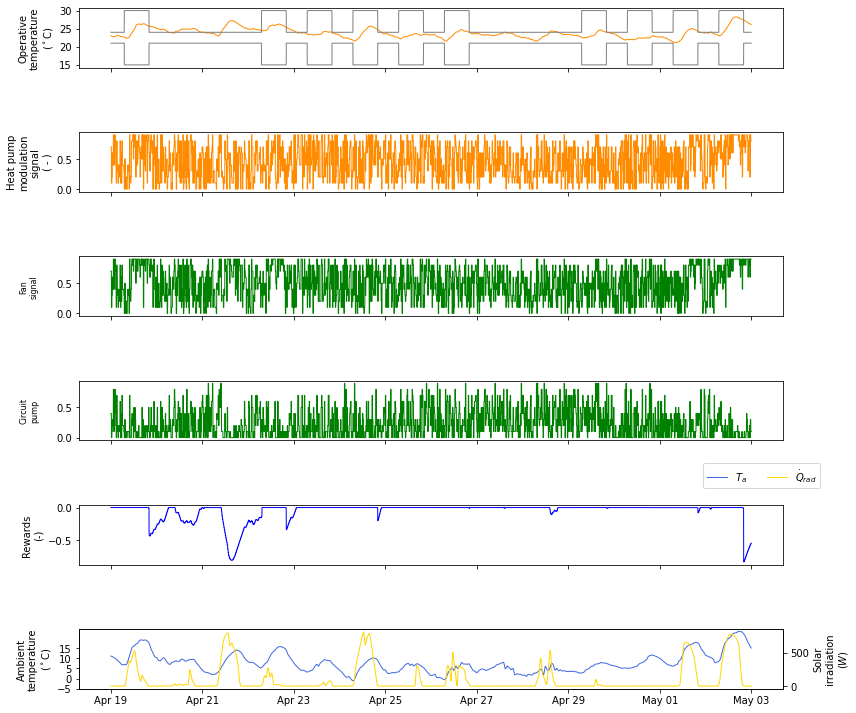 Operative
temperature
(°C)
30
25
20
15
Heat pump
modulation
signal
( - )
0.5
0.0
Fan
signal
0.5
0.0
Circuit
pump
0.5
0.0
T_a Q̇_rad
Rewards
(-)
0.0
−0.5
Ambient
temperature
(°C)
15
10
5
0
−5
Solar
irradiation
(W)
500
0
Apr 19 Apr 21 Apr 23 Apr 25 Apr 27 Apr 29 May 01 May 03